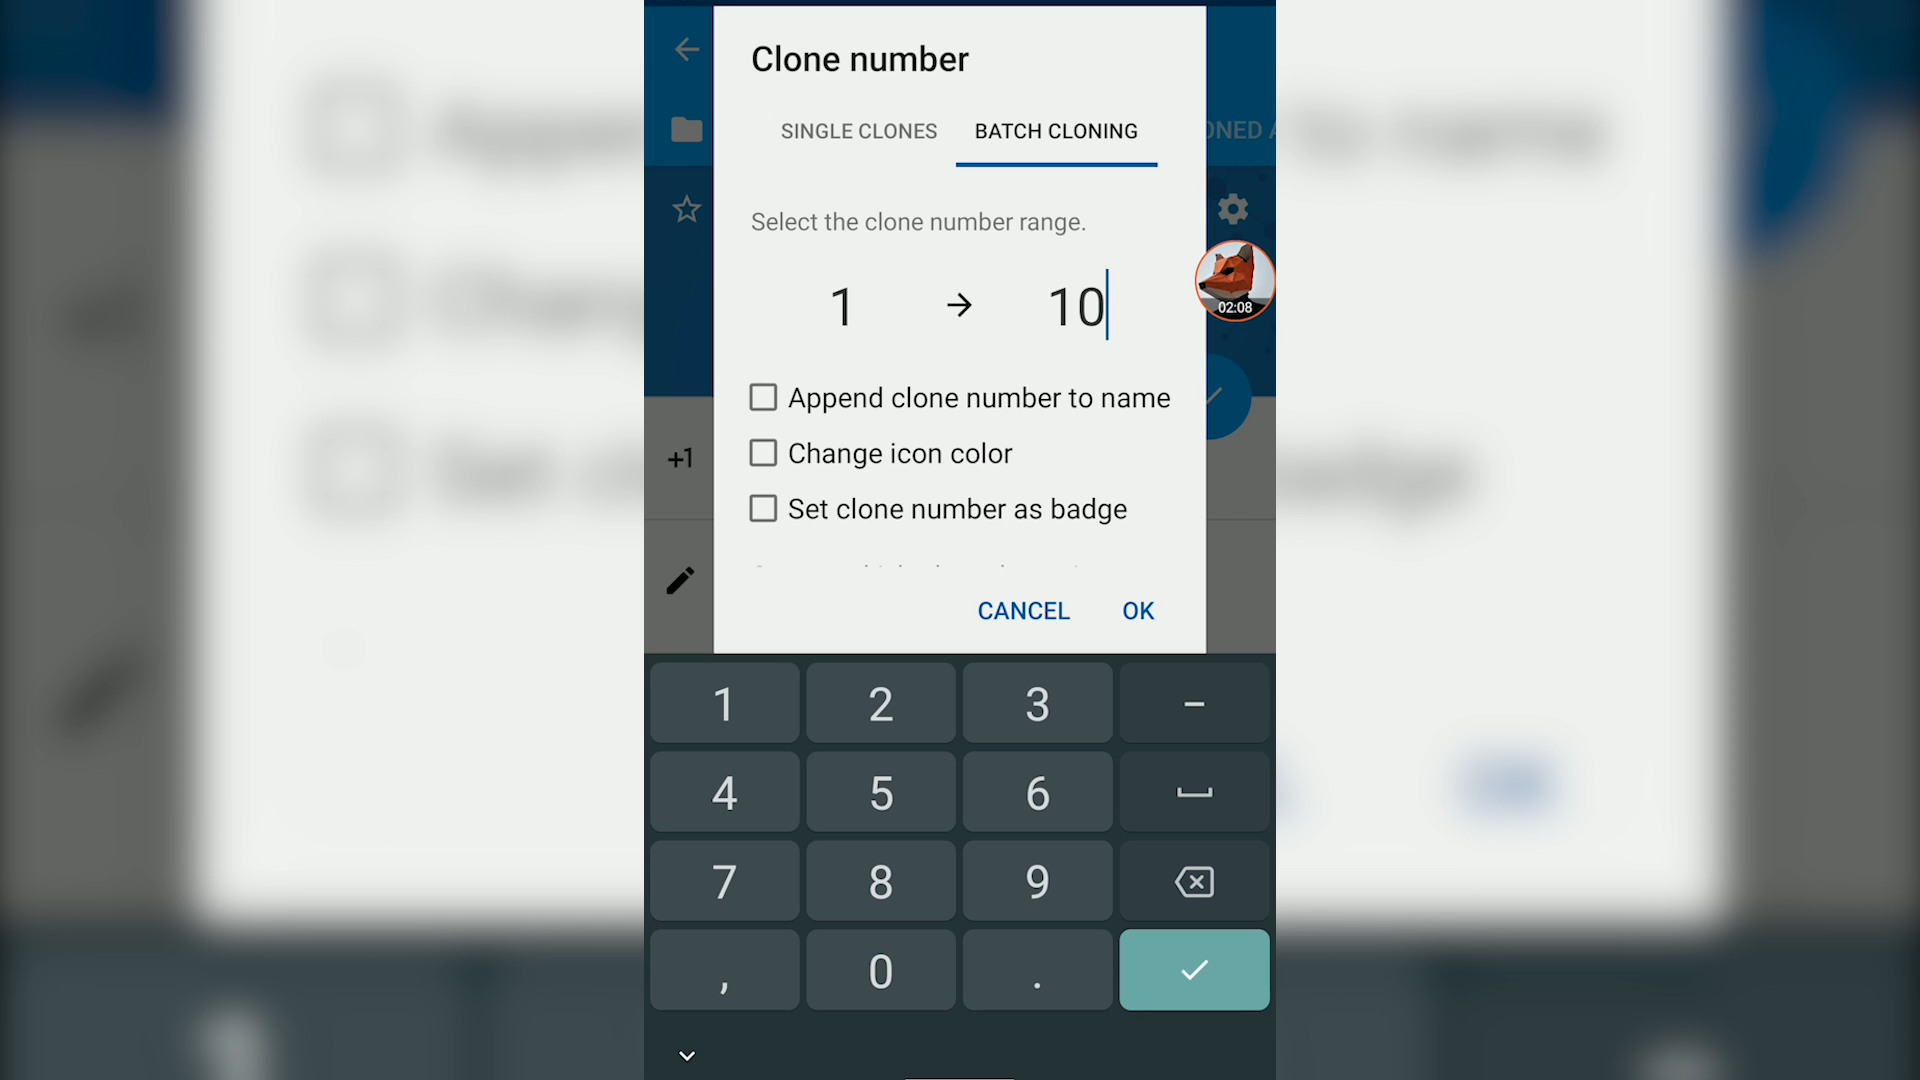 Clone number
SINGLE CLONES BATCH CLONING
ONED A
Select the clone number range.
1 → 10
02:08
Append clone number to name
Change icon color
+1
Set clone number as badge
CANCEL OK
1 2 3 –
4 5 6
7 8 9
, 0 .